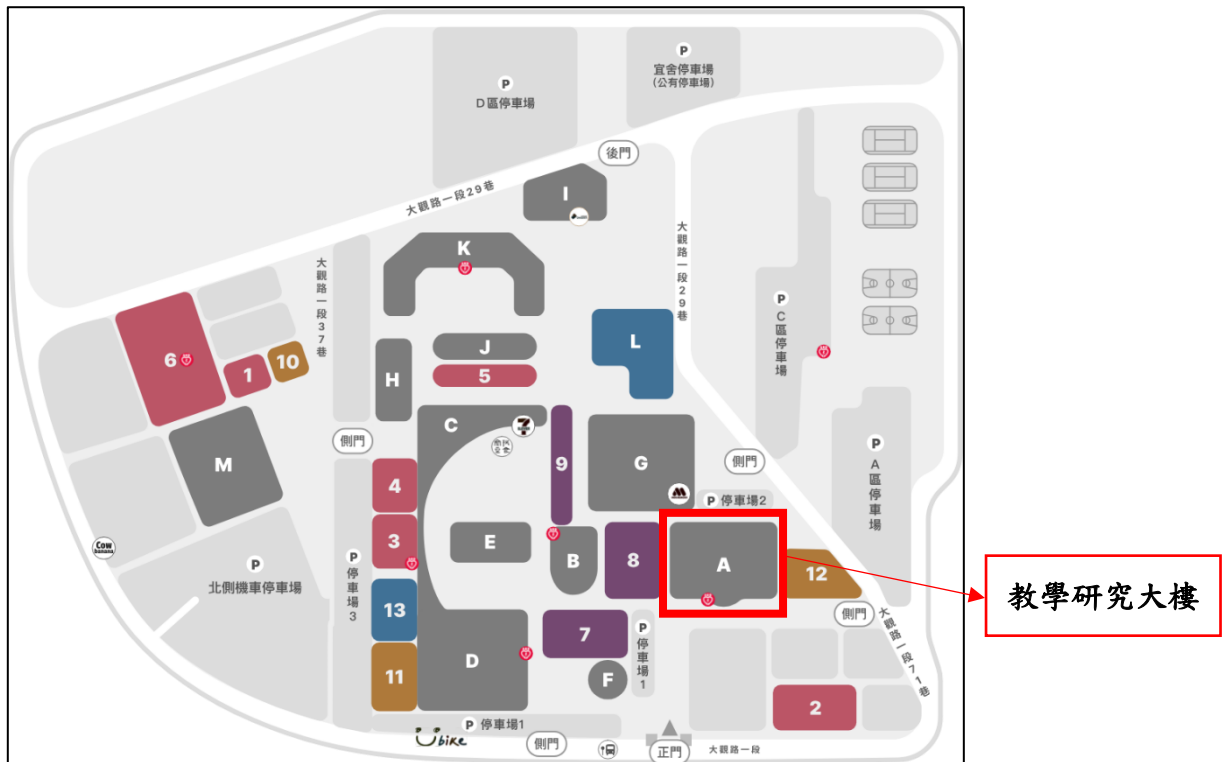 P
宜舍停車場
(公有停車場)
P
D區停車場
後門
大觀路一段29巷
I
K
大觀路一段37巷
大觀路一段29巷
P
C區停車場
L
J
5
H
6
1
10
M
C
7
側門
9
G
側門
P
A區停車場
4
P 停車場2
3
E
B
8
A
12
Cow
banana
P
北側機車停車場
P
停車場3
13
7
P
停車場1
側門
大觀路一段71巷
教學研究大樓
11
D
F
2
P 停車場1
Ubike
側門
正門
大觀路一段